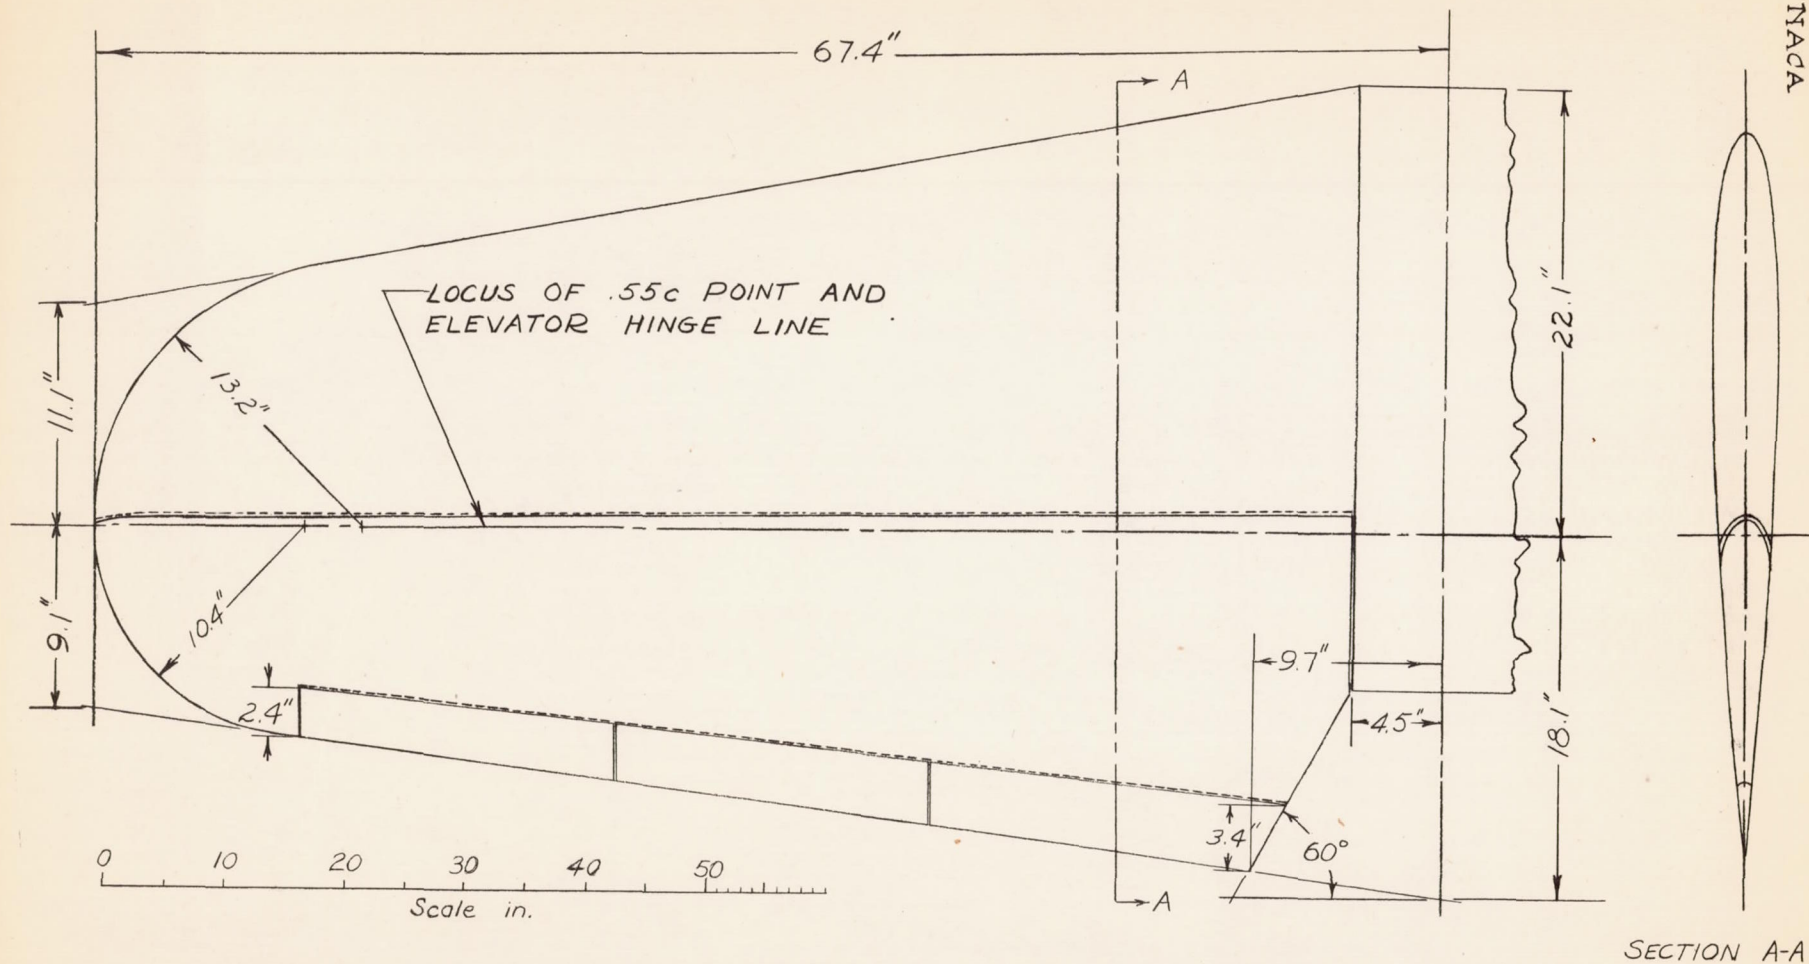 NACA
67.4"
A
LOCUS OF .55c POINT AND
ELEVATOR HINGE LINE
22.1"
13.2"
11.1"
10.4"
9.1"
9.7"
2.4"
4.5"
18.1"
3.4"
60°
0 10 20 30 40 50
Scale in.
A
SECTION A-A